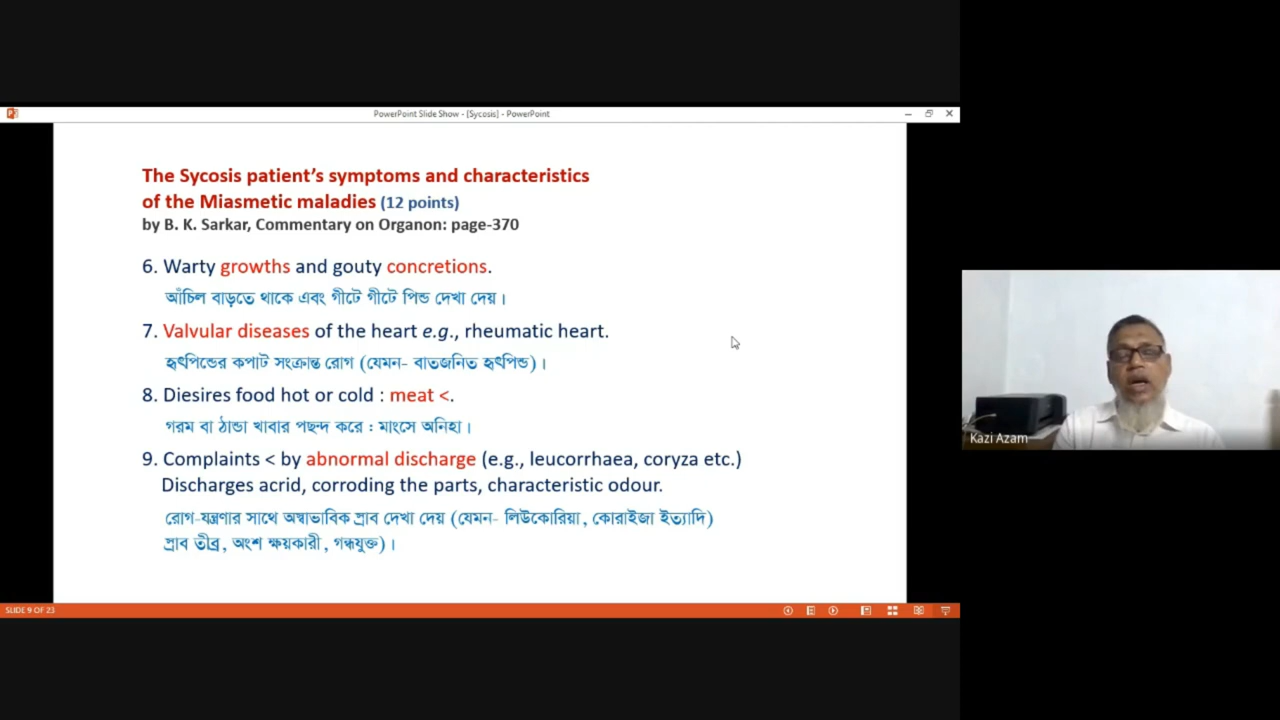 PowerPoint Slide Show - [Sycosis] - PowerPoint
The Sycosis patient's symptoms and characteristics
of the Miasmetic maladies (12 points)
by B. K. Sarkar, Commentary on Organon: page-370
6. Warty growths and gouty concretions.
আঁচিল বাড়তে থাকে এবং গীটে গীটে পিন্ড দেখা দেয়।
7. Valvular diseases of the heart e.g., rheumatic heart.
হৃৎপিন্ডের কপাট সংক্রান্ত রোগ (যেমন- বাতজনিত হৃৎপিন্ড)।
8. Diesires food hot or cold : meat <.
গরম বা ঠান্ডা খাবার পছন্দ করে : মাংসে অনিহা।
9. Complaints < by abnormal discharge (e.g., leucorrhaea, coryza etc.)
Discharges acrid, corroding the parts, characteristic odour.
রোগ-যন্ত্রণার সাথে অস্বাভাবিক স্রাব দেখা দেয় (যেমন- লিউকোরিয়া, কোরাইজা ইত্যাদি)
স্রাব তীব্র, অংশ ক্ষয়কারী, গন্ধযুক্ত)।
SLIDE 9 OF 23
Kazi Azam